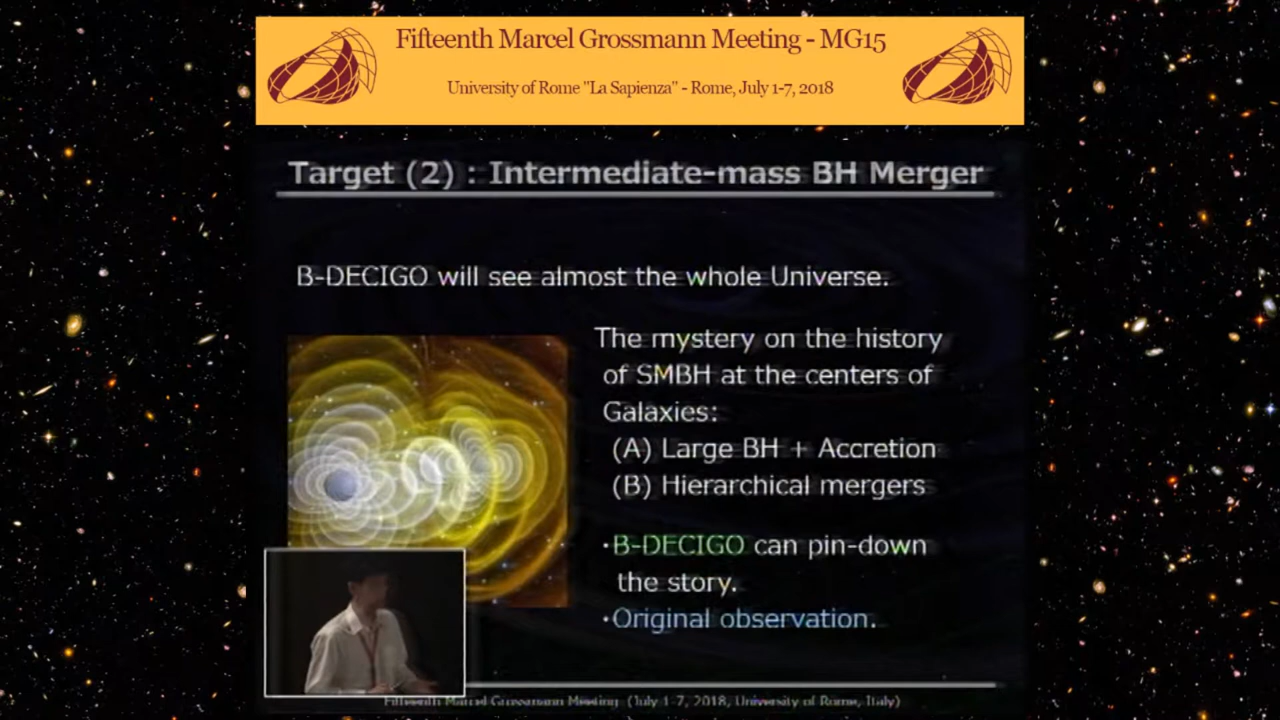 Fifteenth Marcel Grossmann Meeting - MG15
University of Rome "La Sapienza" - Rome, July 1-7, 2018
Target (2) : Intermediate-mass BH Merger
B-DECIGO will see almost the whole Universe.
The mystery on the history
of SMBH at the centers of
Galaxies:
(A) Large BH + Accretion
(B) Hierarchical mergers
·B-DECIGO can pin-down
the story.
·Original observation.
Fifteenth Marcel Grossmann Meeting (July 1-7, 2018, University of Rome, Italy)